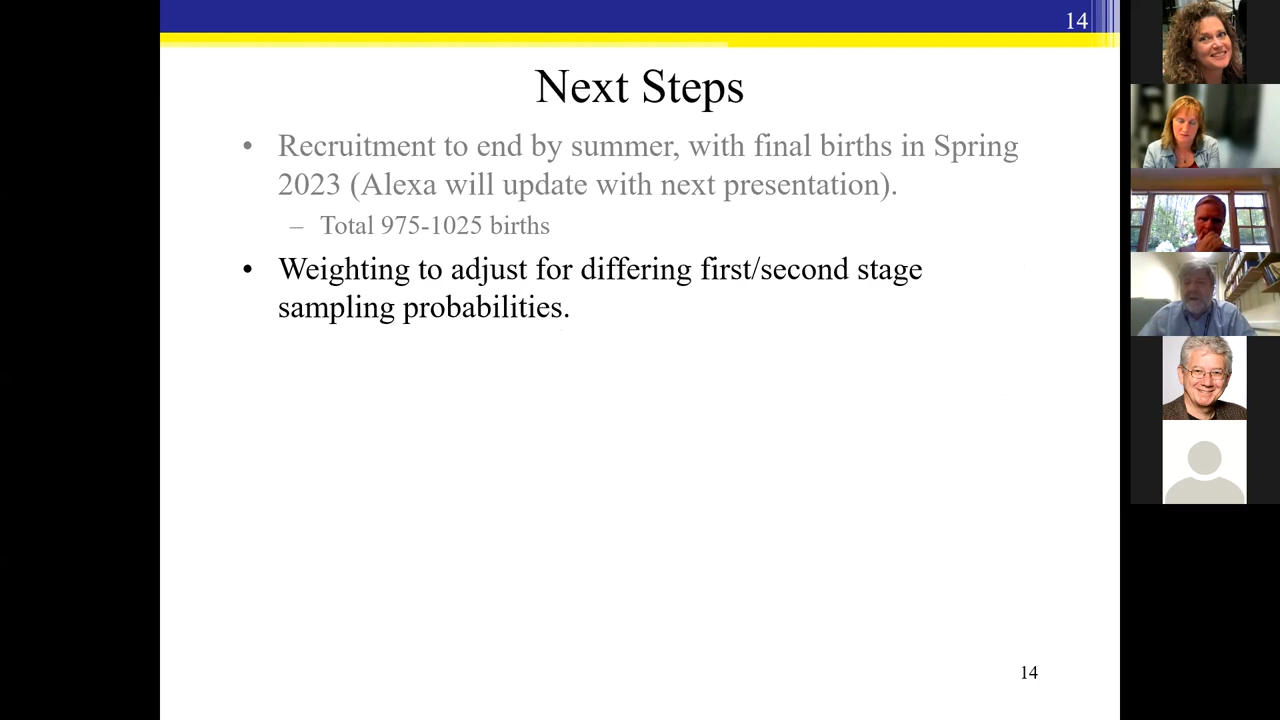 14
Next Steps
• Recruitment to end by summer, with final births in Spring
2023 (Alexa will update with next presentation).
– Total 975-1025 births
• Weighting to adjust for differing first/second stage
sampling probabilities.
14